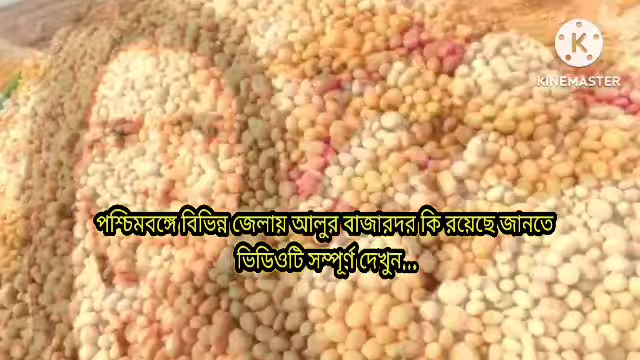 K
KINEMASTER
পশ্চিমবঙ্গে বিভিন্ন জেলায় আলুর বাজারদর কি রয়েছে জানতে
ভিডিওটি সম্পূর্ণ দেখুন...